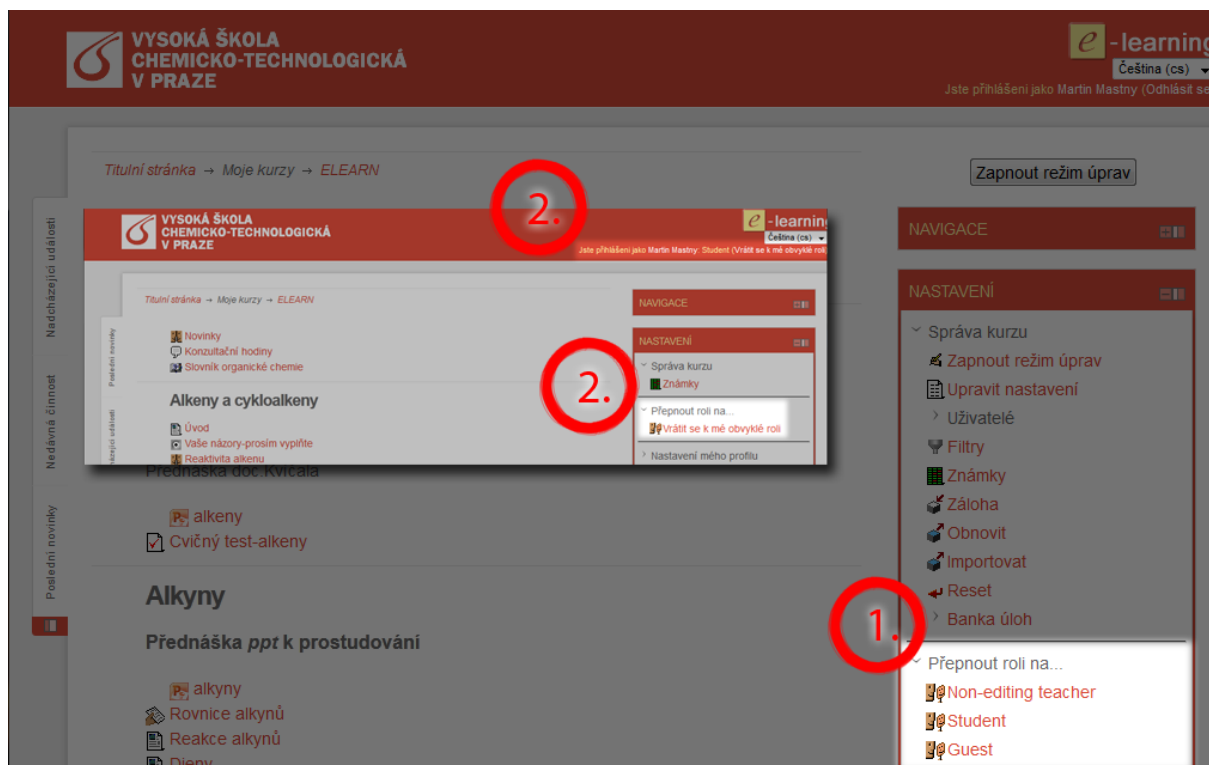 VYSOKÁ ŠKOLA
CHEMICKO-TECHNOLOGICKÁ
V PRAZE
e - learning
Čeština (cs)
Jste přihlášeni jako Martin Mastny (Odhlásit se
Titulní stránka → Moje kurzy → ELEARN
Zapnout režim úprav
Nadcházející události
Nedávná činnost
Poslední novinky
2.
VYSOKÁ ŠKOLA
CHEMICKO-TECHNOLOGICKÁ
V PRAZE
e - learning
Čeština (cs)
Jste přihlášeni jako Martin Mastny: Student (Vrátit se k mé obvyklé roli)
Titulní stránka → Moje kurzy → ELEARN
Poslední novinky
Novinky
Konzultační hodiny
Slovník organické chemie
Alkeny a cykloalkeny
Úvod
Vaše názory-prosím vyplňte
Reaktivita alkenu
NAVIGACE
NASTAVENÍ
Správa kurzu
Známky
2.
Přepnout roli na...
Vrátit se k mé obvyklé roli
Nastavení mého profilu
Přednáška doc.Kvíčala
alkeny
Cvičný test-alkeny
Alkyny
Přednáška ppt k prostudování
alkyny
Rovnice alkynů
Reakce alkynů
Dieny
NAVIGACE
NASTAVENÍ
Správa kurzu
Zapnout režim úprav
Upravit nastavení
Uživatelé
Filtry
Známky
Záloha
Obnovit
Importovat
Reset
Banka úloh
1.
Přepnout roli na...
Non-editing teacher
Student
Guest